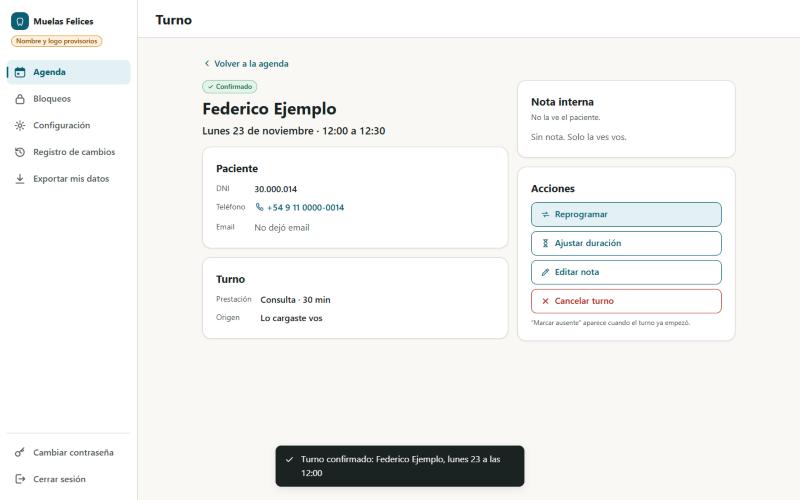 Muelas Felices
Nombre y logo provisorios
Agenda
Bloqueos
Configuración
Registro de cambios
Exportar mis datos
Cambiar contraseña
Cerrar sesión
Turno
Volver a la agenda
Confirmado
Federico Ejemplo
Lunes 23 de noviembre · 12:00 a 12:30
Paciente
DNI 30.000.014
Teléfono +54 9 11 0000-0014
Email No dejó email
Turno
Prestación Consulta · 30 min
Origen Lo cargaste vos
Nota interna
No la ve el paciente.
Sin nota. Solo la ves vos.
Acciones
Reprogramar
Ajustar duración
Editar nota
Cancelar turno
"Marcar ausente" aparece cuando el turno ya empezó.
Turno confirmado: Federico Ejemplo, lunes 23 a las
12:00